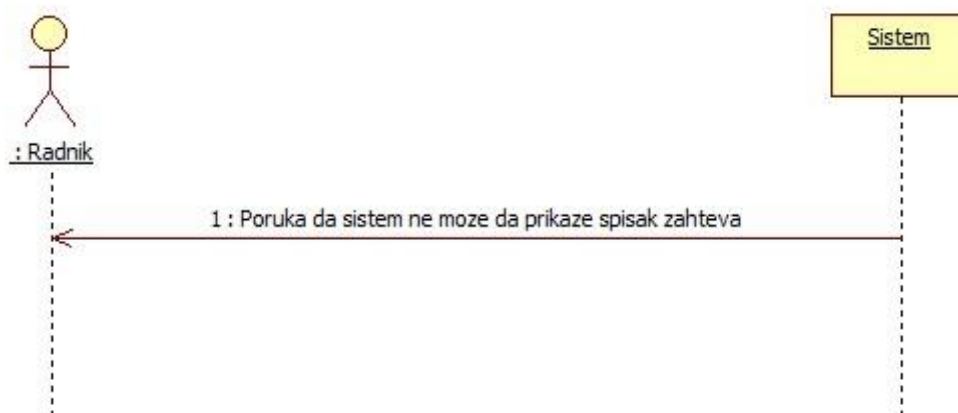 Sistem
: Radnik
1 : Poruka da sistem ne moze da prikaze spisak zahteva